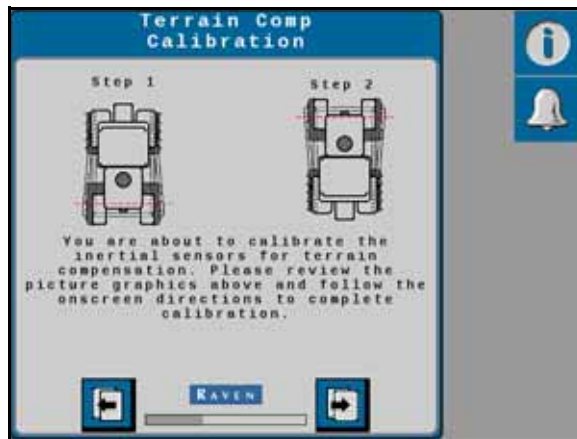 Terrain Comp
Calibration
Step 1
Step 2
You are about to calibrate the
inertial sensors for terrain
compensation. Please review the
picture graphics above and follow the
onscreen directions to complete
calibration.
RAVEN